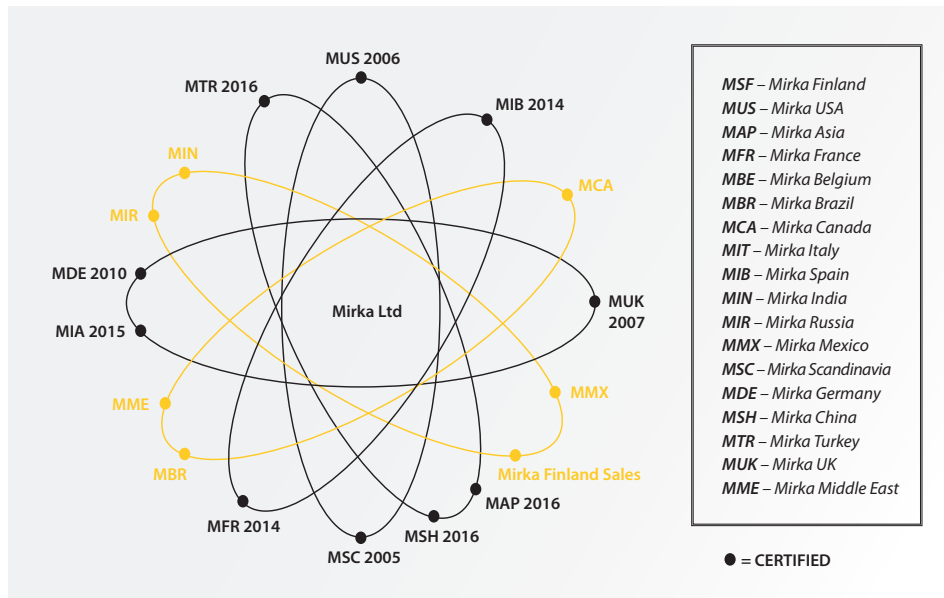 MUS 2006
MTR 2016
MIB 2014
MIN
MCA
MIR
MDE 2010
Mirka Ltd
MUK
2007
MIA 2015
MME
MMX
MBR
Mirka Finland Sales
MFR 2014
MAP 2016
MSH 2016
MSC 2005
MSF – Mirka Finland
MUS – Mirka USA
MAP – Mirka Asia
MFR – Mirka France
MBE – Mirka Belgium
MBR – Mirka Brazil
MCA – Mirka Canada
MIT – Mirka Italy
MIB – Mirka Spain
MIN – Mirka India
MIR – Mirka Russia
MMX – Mirka Mexico
MSC – Mirka Scandinavia
MDE – Mirka Germany
MSH – Mirka China
MTR – Mirka Turkey
MUK – Mirka UK
MME – Mirka Middle East
= CERTIFIED